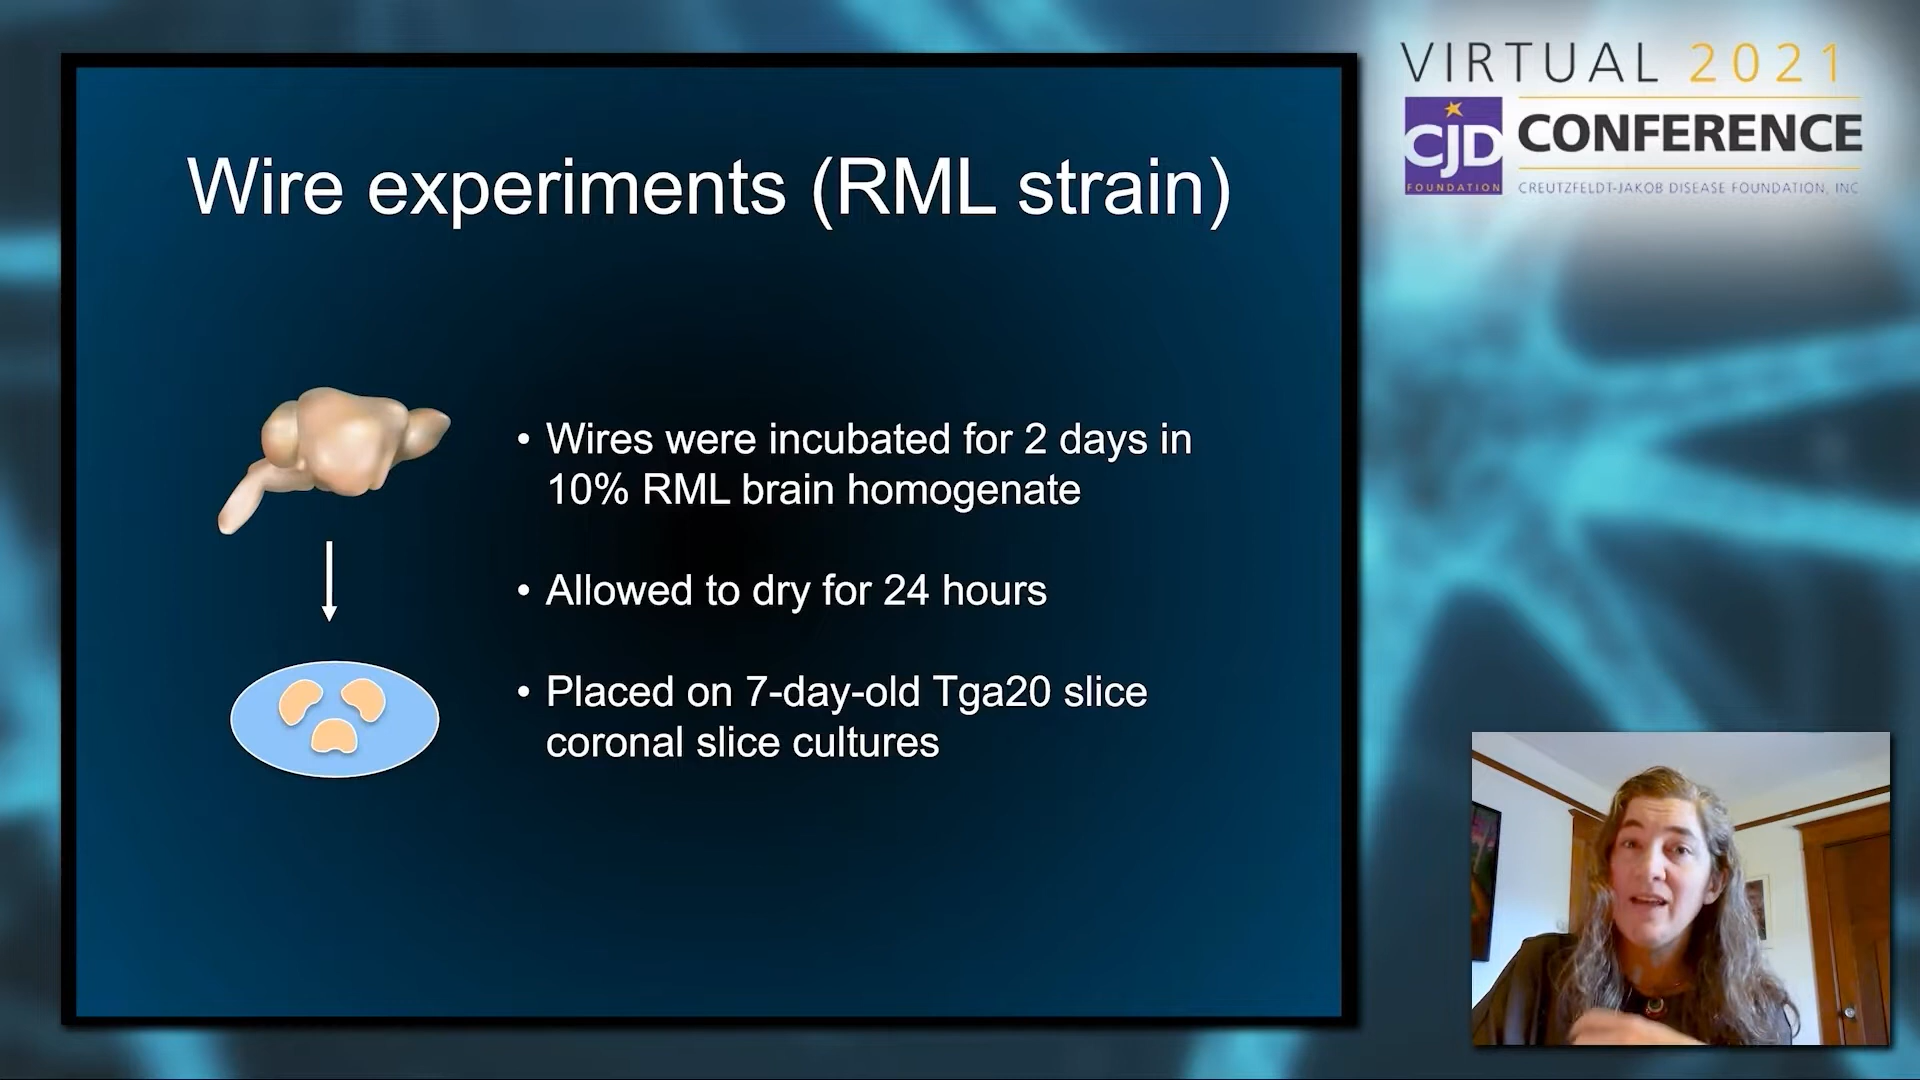 Wire experiments (RML strain)
• Wires were incubated for 2 days in
10% RML brain homogenate
• Allowed to dry for 24 hours
• Placed on 7-day-old Tga20 slice
coronal slice cultures
VIRTUAL 2021
CJD
FOUNDATION
CONFERENCE
CREUTZFELDT-JAKOB DISEASE FOUNDATION, INC